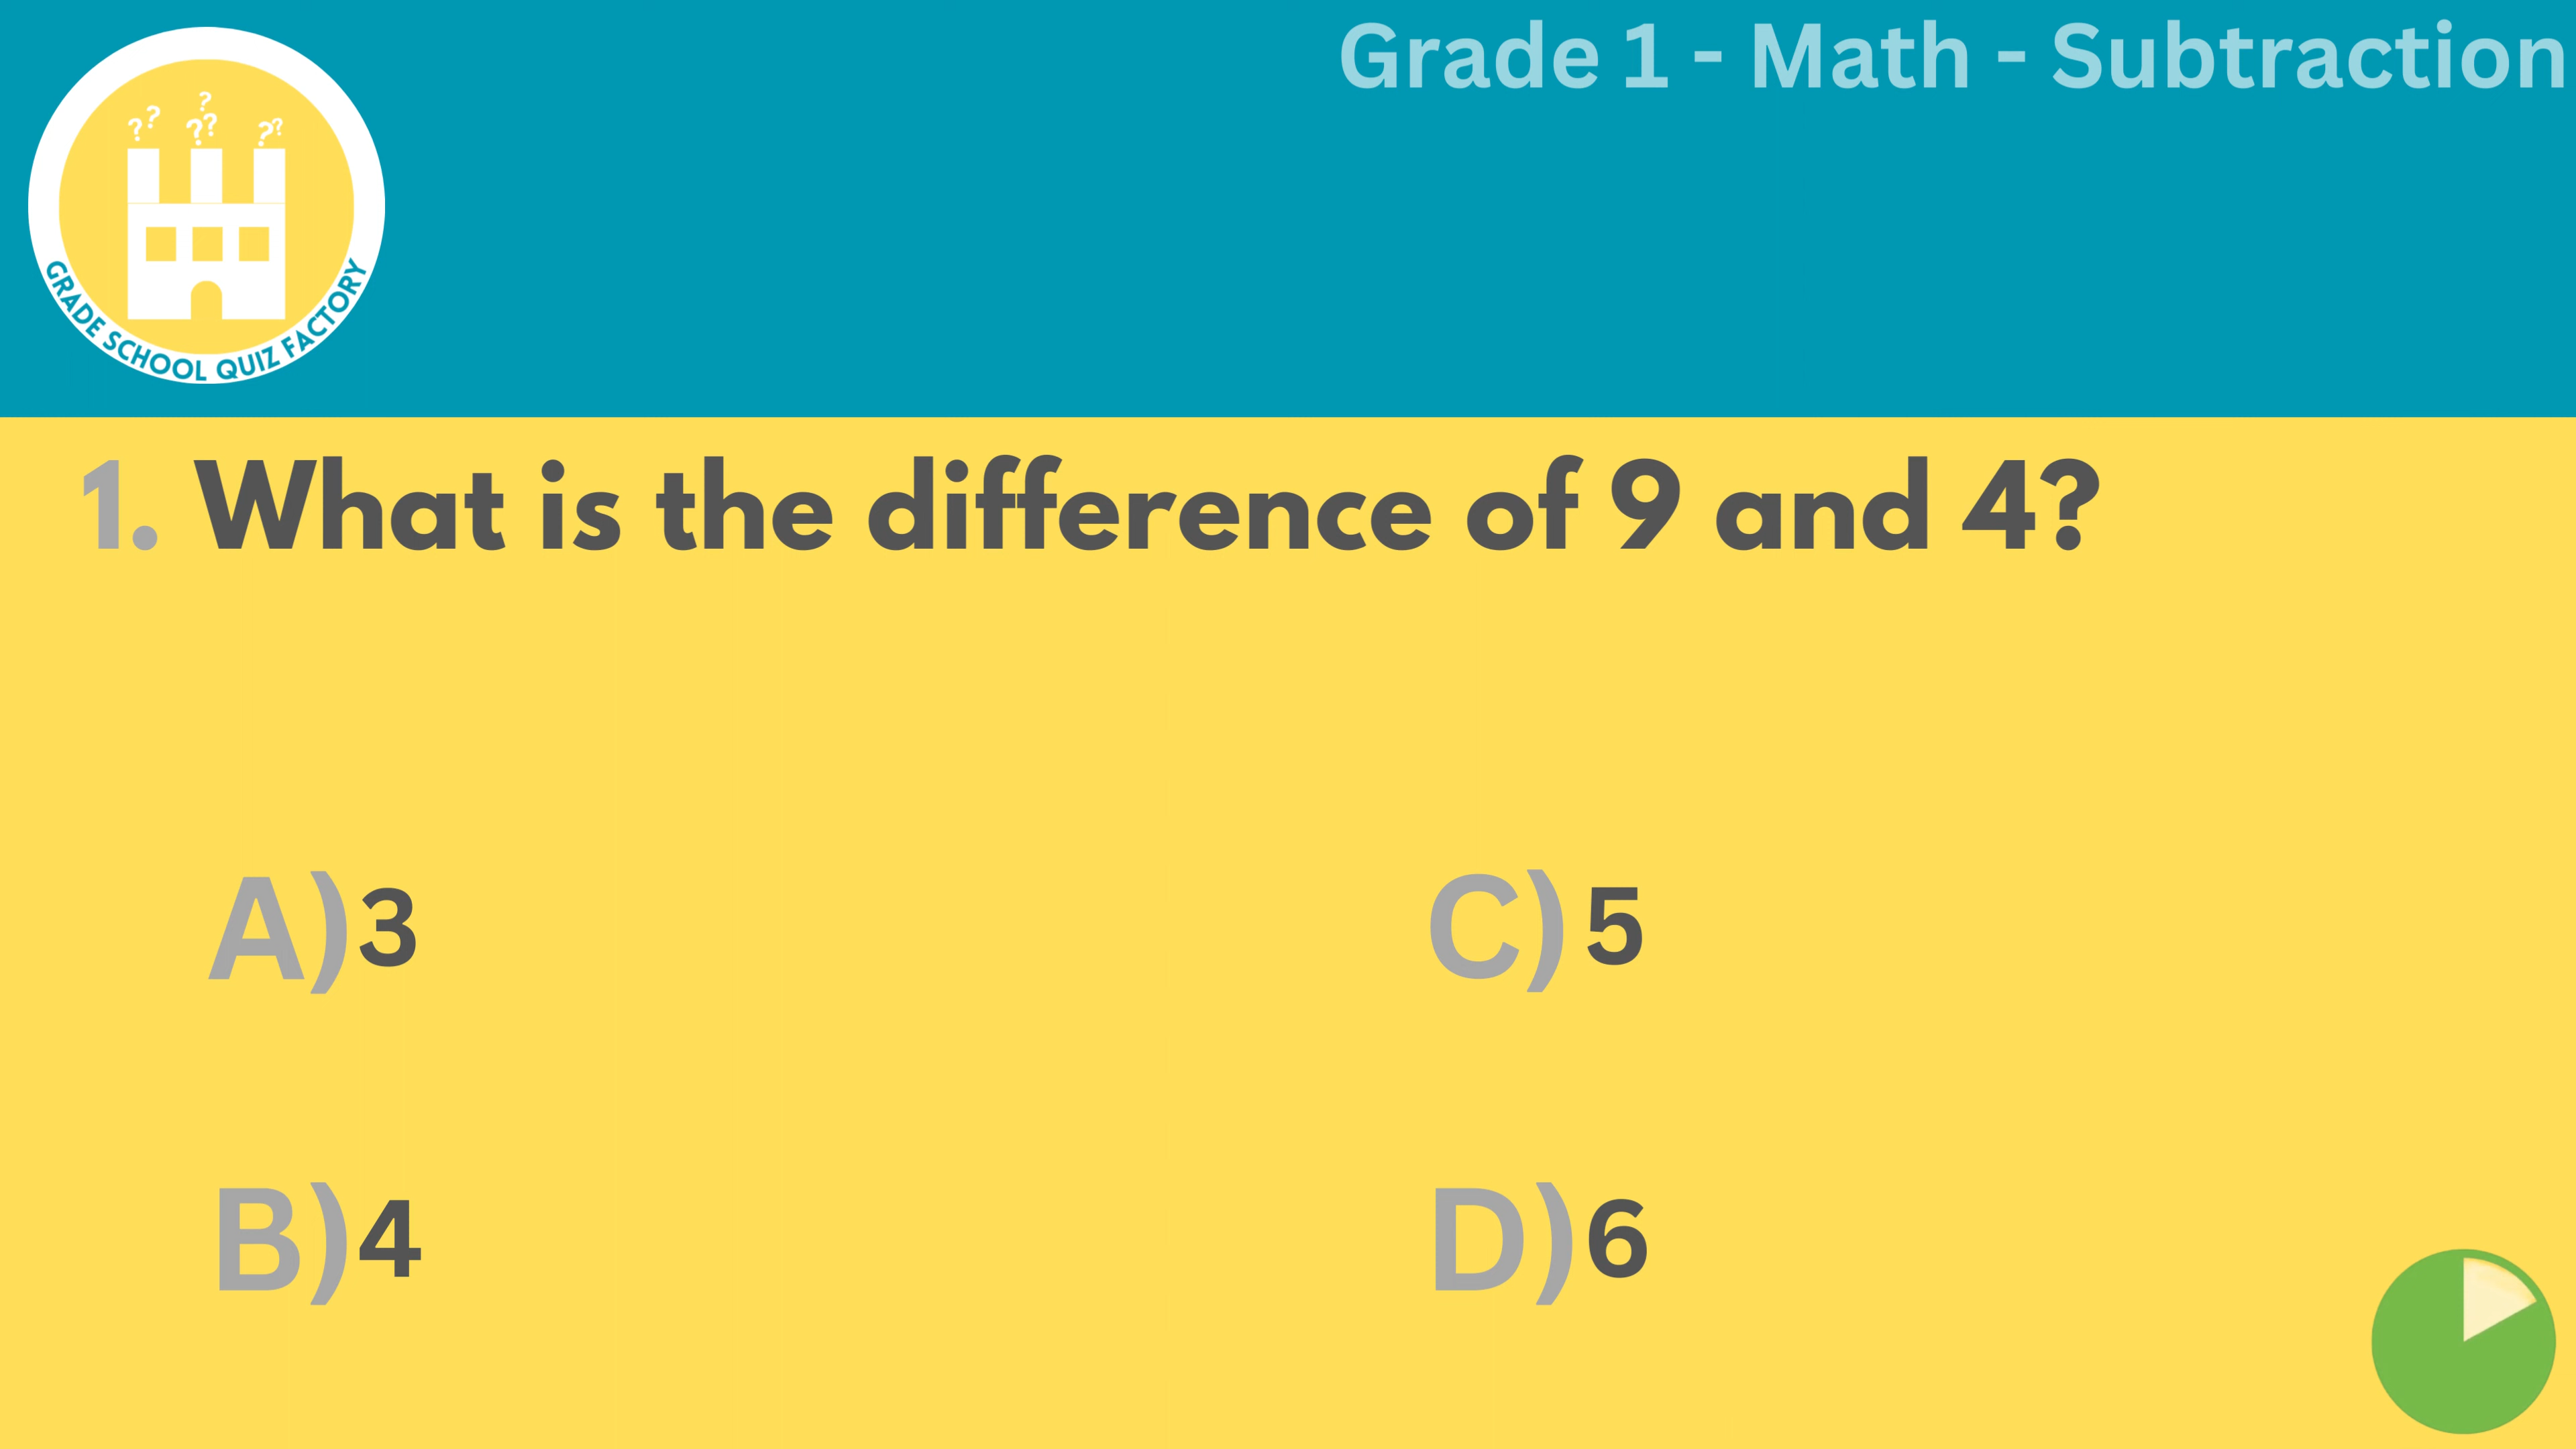 Grade 1 - Math - Subtraction
? ? ? ? ? ? ?
GRADE SCHOOL QUIZ FACTORY
1. What is the difference of 9 and 4?
A) 3
B) 4
C) 5
D) 6